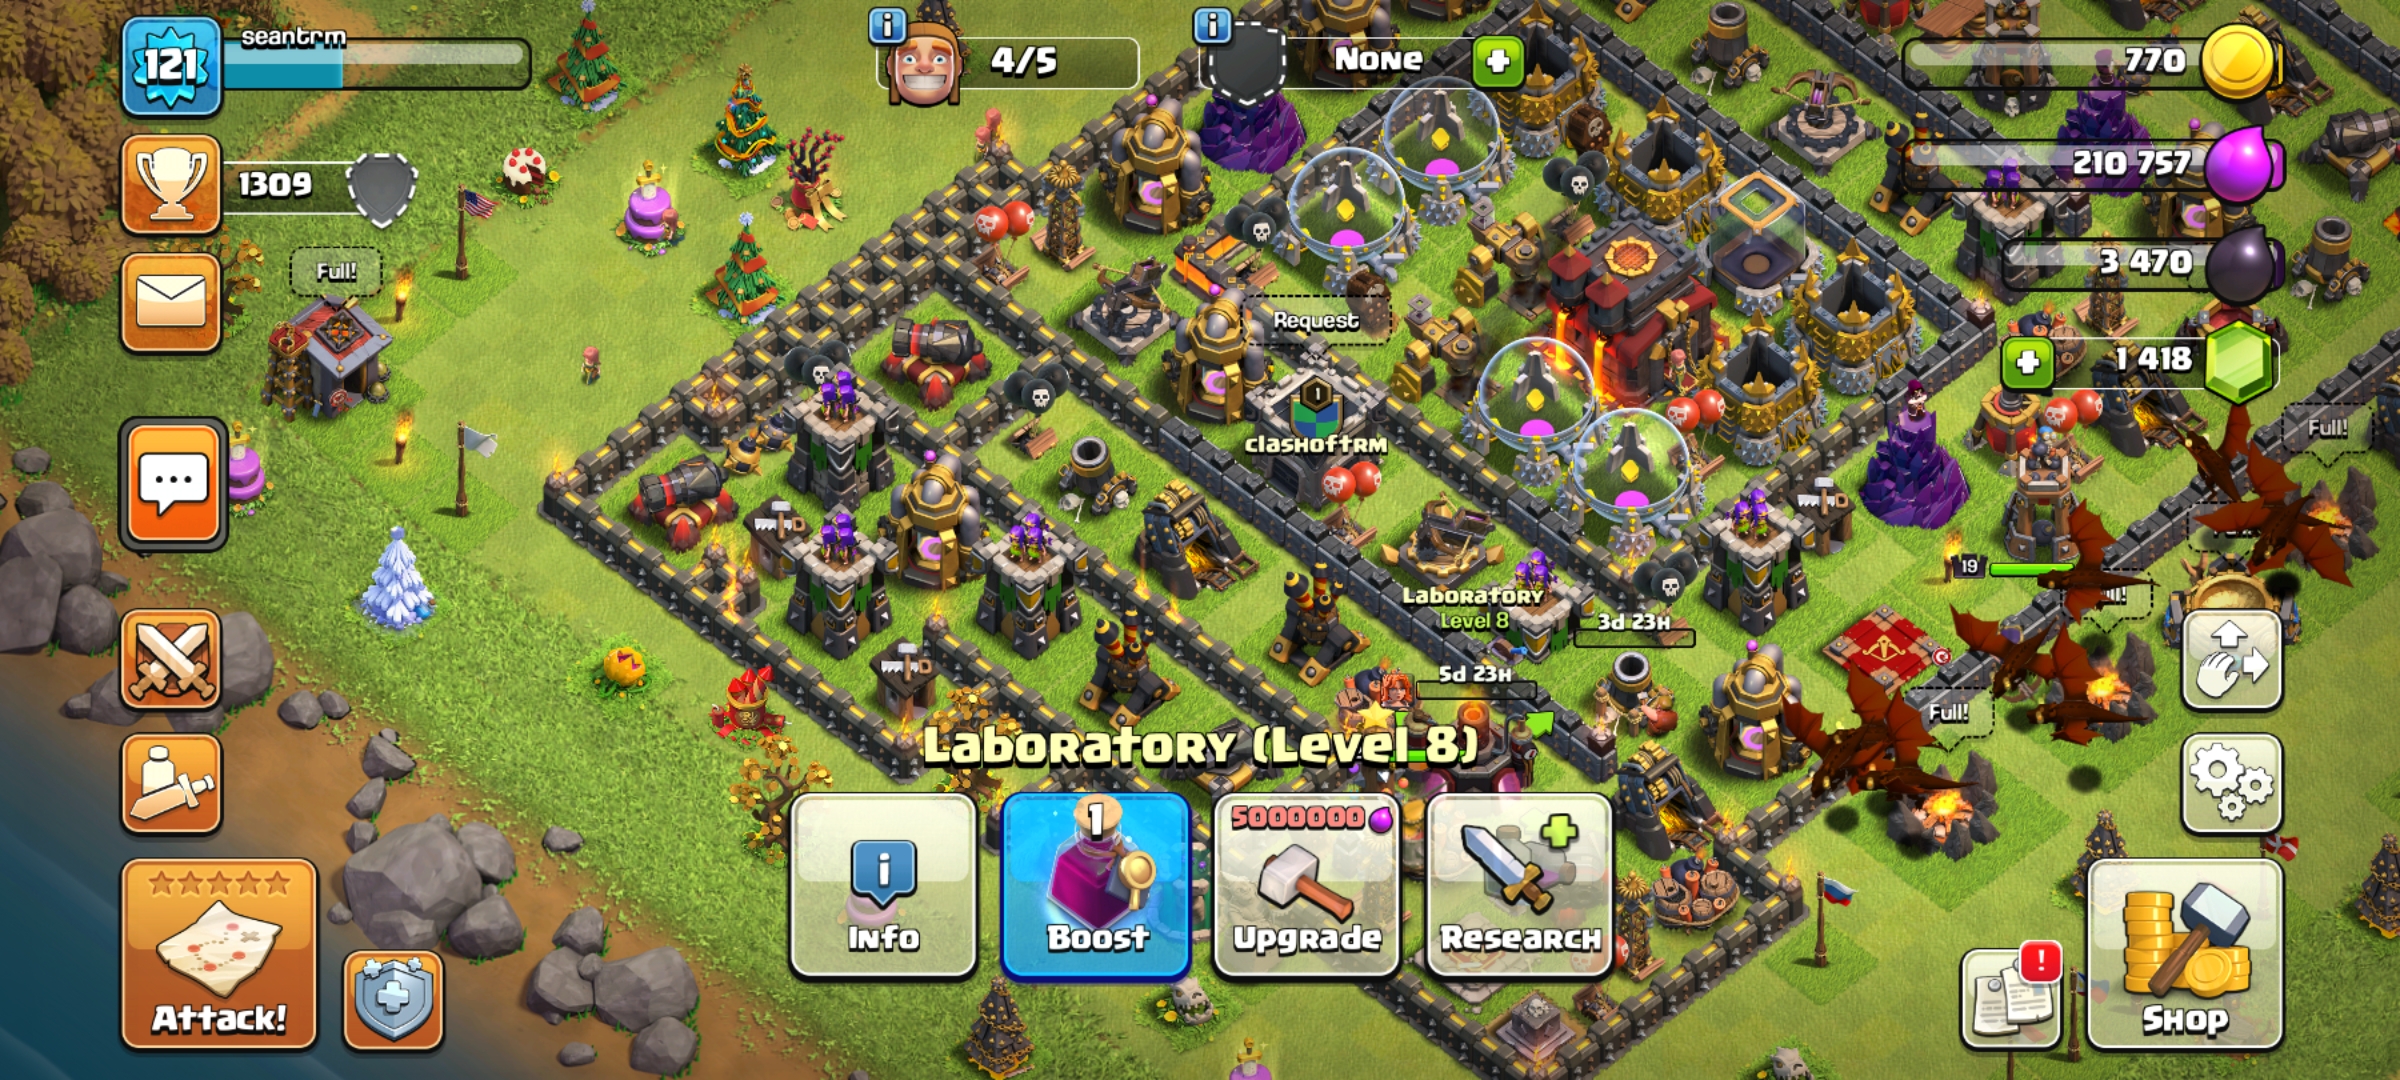 121
seantrm
4/5
None
770
1309
210 757
Full!
3 470
Request
1
1 418
clashoftrm
Full!
19
Laboratory
Level 8
3d 23h
5d 23h
Full!
Laboratory (Level 8)
1
5000000
Info
Boost
Upgrade
Research
Attack!
!
Shop